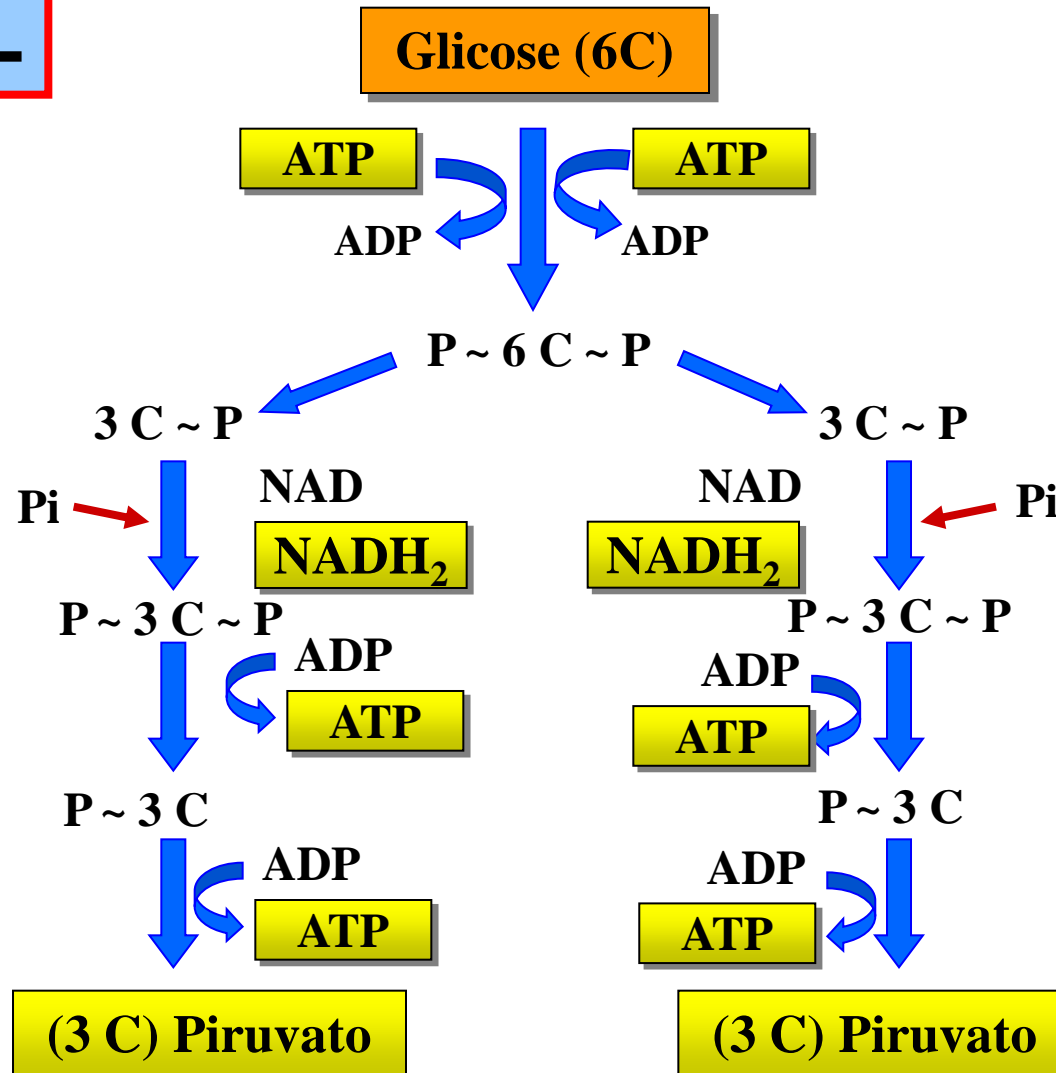 Glicose (6C)
ATP ATP
ADP ADP
P ~ 6 C ~ P
3 C ~ P 3 C ~ P
NAD NAD
Pi Pi
NADH₂ NADH₂
P ~ 3 C ~ P P ~ 3 C ~ P
ADP ADP
ATP ATP
P ~ 3 C P ~ 3 C
ADP ADP
ATP ATP
(3 C) Piruvato (3 C) Piruvato